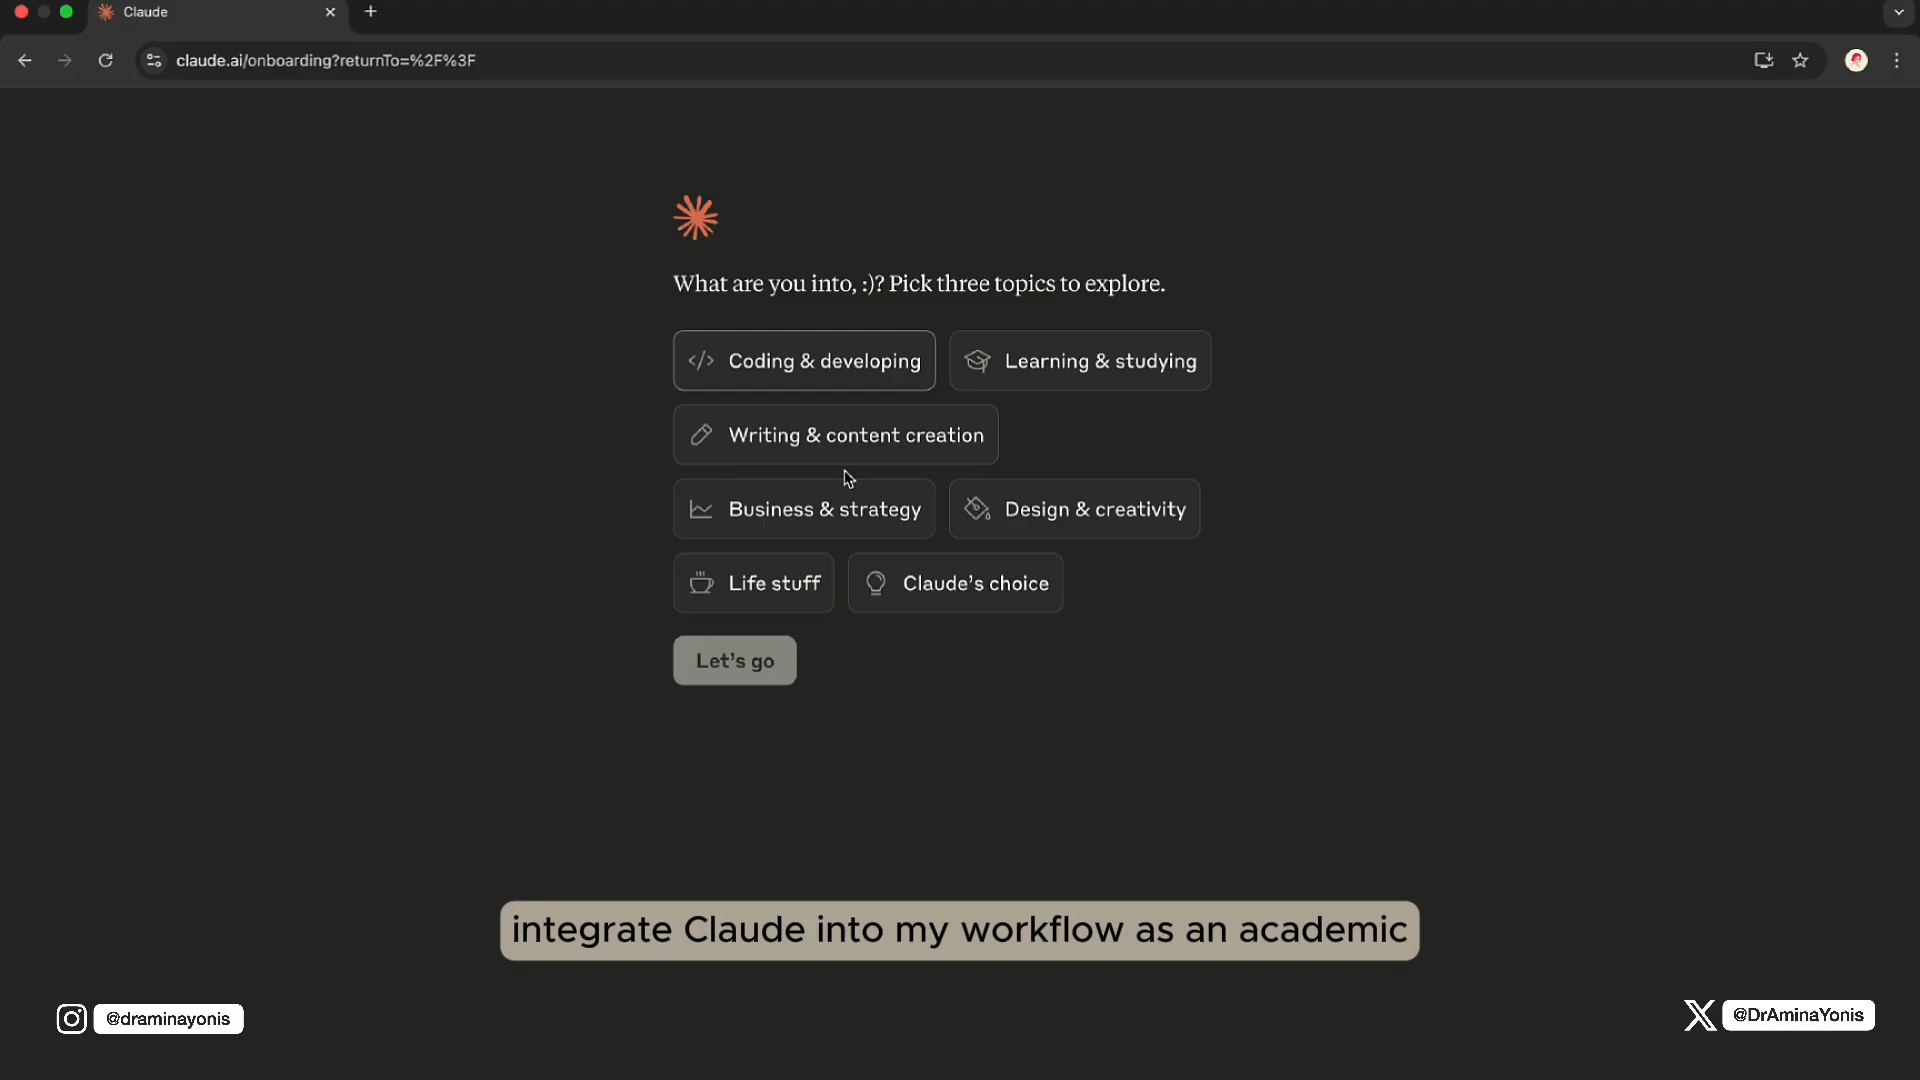 Claude
claude.ai/onboarding?returnTo=%2F%3F
What are you into, :)? Pick three topics to explore.
</> Coding & developing
Learning & studying
Writing & content creation
Business & strategy
Design & creativity
Life stuff
Claude's choice
Let's go
integrate Claude into my workflow as an academic
@draminayonis
@DrAminaYonis